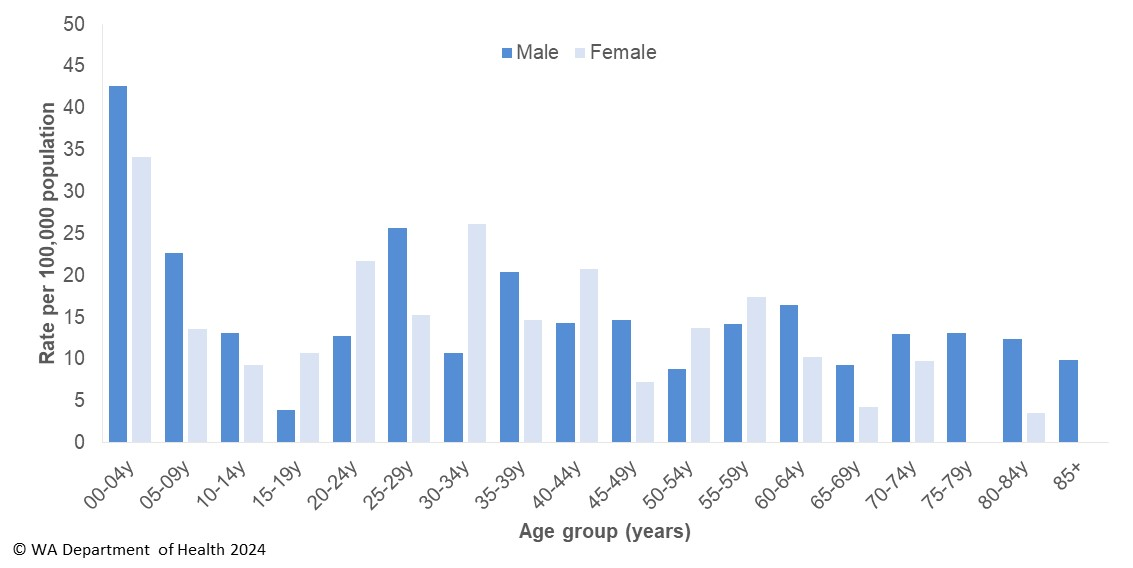 50
45
40
35
30
25
20
15
10
5
0
Rate per 100,000 population
Male Female
00-04y 05-09y 10-14y 15-19y 20-24y 25-29y 30-34y 35-39y 40-44y 45-49y 50-54y 55-59y 60-64y 65-69y 70-74y 75-79y 80-84y 85+
Age group (years)
© WA Department of Health 2024